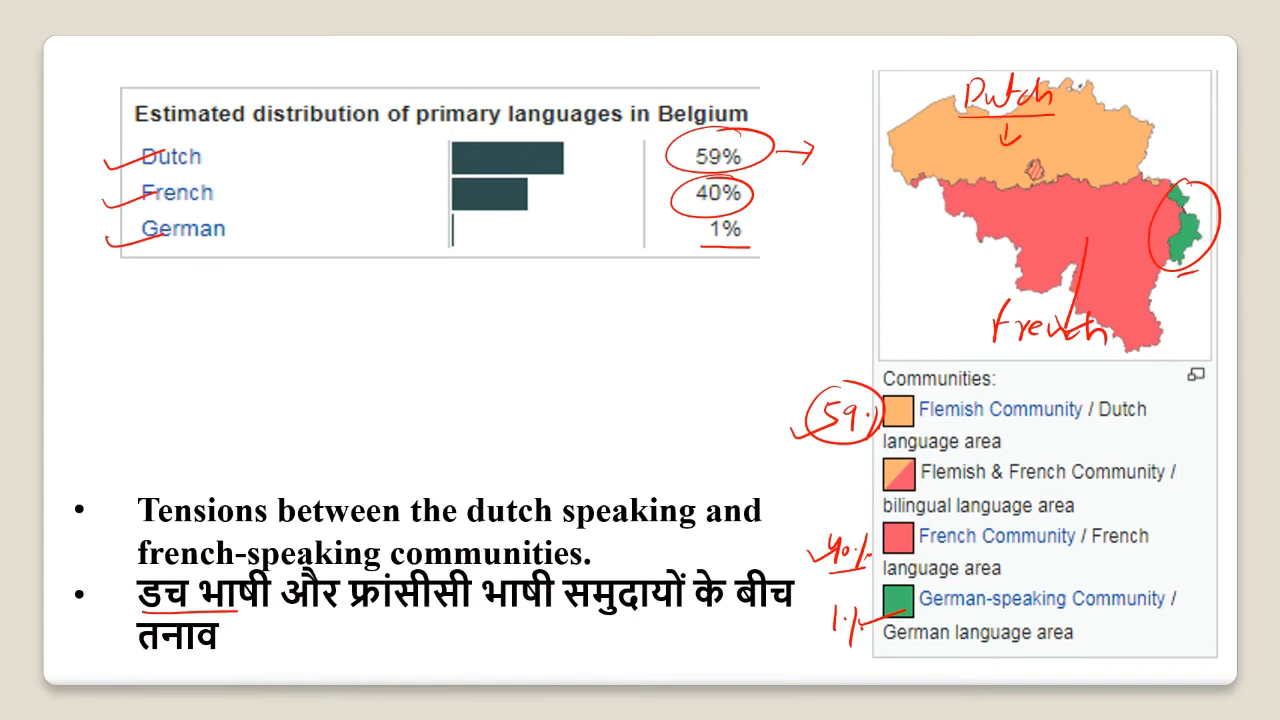 Estimated distribution of primary languages in Belgium
Dutch 59%
French 40%
German 1%
Dutch
French
Communities:
59%
Flemish Community / Dutch
language area
Flemish & French Community /
bilingual language area
40%
French Community / French
language area
1%
German-speaking Community /
German language area
• Tensions between the dutch speaking and
french-speaking communities.
• डच भाषी और फ्रांसीसी भाषी समुदायों के बीच
तनाव